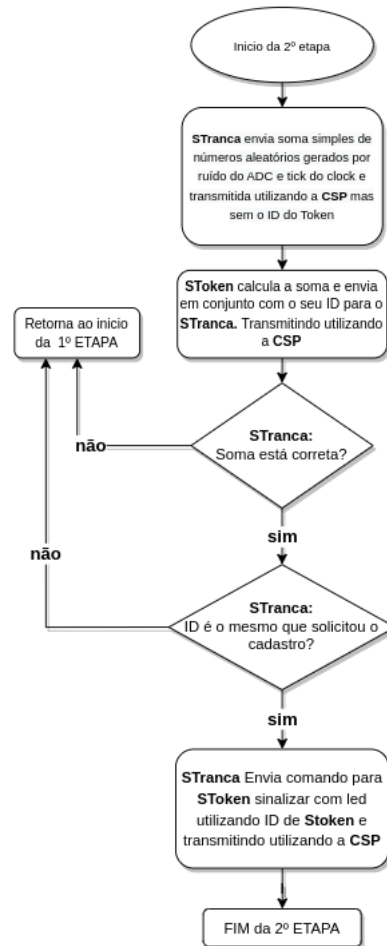 Inicio da 2º etapa
STranca envia soma simples de
números aleatórios gerados por
ruído do ADC e tick do clock e
transmitida utilizando a CSP mas
sem o ID do Token
SToken calcula a soma e envia
em conjunto com o seu ID para o
STranca. Transmitindo utilizando
a CSP
Retorna ao inicio
da 1º ETAPA
STranca:
Soma está correta?
não
sim
não
STranca:
ID é o mesmo que solicitou o
cadastro?
sim
STranca Envia comando para
SToken sinalizar com led
utilizando ID de Stoken e
transmitindo utilizando a CSP
FIM da 2º ETAPA